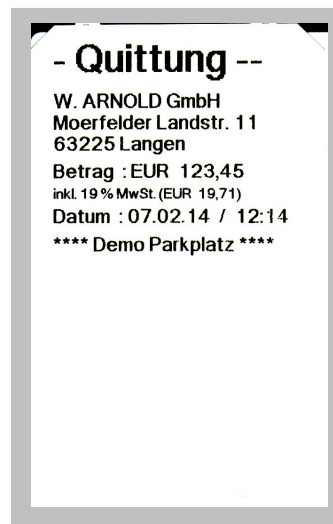 - Quittung --
W. ARNOLD GmbH
Moerfelder Landstr. 11
63225 Langen
Betrag : EUR 123,45
inkl. 19 % MwSt. (EUR 19,71)
Datum : 07.02.14 / 12:14
**** Demo Parkplatz ****